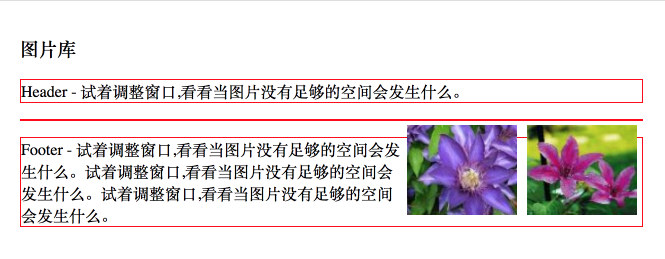 图片库
Header - 试着调整窗口,看看当图片没有足够的空间会发生什么。
Footer - 试着调整窗口,看看当图片没有足够的空间会发
生什么。试着调整窗口,看看当图片没有足够的空间会
发生什么。试着调整窗口,看看当图片没有足够的空间
会发生什么。